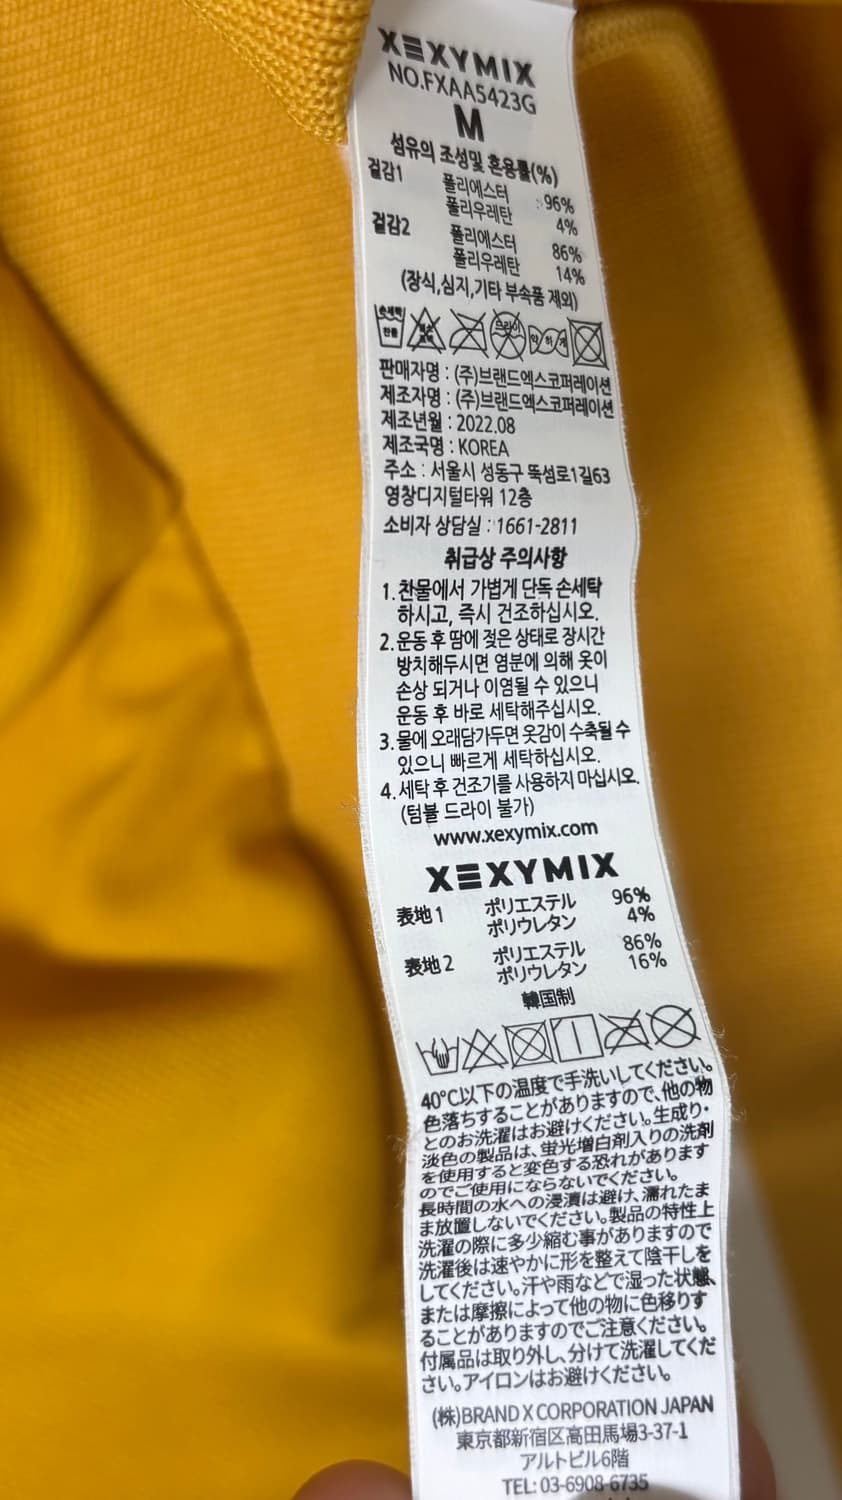 XEXYMIX
NO.FXAA5423G
M
섬유의 조성및 혼용률(%)
겉감1 폴리에스터 96%
폴리우레탄 4%
겉감2 폴리에스터 86%
폴리우레탄 14%
(장식,심지,기타 부속품 제외)
손세탁 중성 염소 표백 드라이 약하게
판매자명 : (주)브랜드엑스코퍼레이션
제조자명 : (주)브랜드엑스코퍼레이션
제조년월 : 2022.08
제조국명 : KOREA
주소 : 서울시 성동구 뚝섬로1길63
영창디지털타워 12층
소비자 상담실 : 1661-2811
취급상 주의사항
1. 찬물에서 가볍게 단독 손세탁
하시고, 즉시 건조하십시오.
2. 운동 후 땀에 젖은 상태로 장시간
방치해두시면 염분에 의해 옷이
손상 되거나 이염될 수 있으니
운동 후 바로 세탁해주십시오.
3. 물에 오래담가두면 옷감이 수축될 수
있으니 빠르게 세탁하십시오.
4. 세탁 후 건조기를 사용하지 마십시오.
(텀블 드라이 불가)
www.xexymix.com
XEXYMIX
表地1 ポリエステル 96%
ポリウレタン 4%
表地2 ポリエステル 86%
ポリウレタン 16%
韓国制
40°C以下の温度で手洗いしてください。
色落ちすることがありますので、他の物
とのお洗濯はお避けください。生成り・
淡色の製品は、蛍光増白剤入りの洗剤
を使用すると変色する恐れがあります
のでご使用にならないでください。
長時間の水への浸漬は避け、濡れたま
ま放置しないでください。製品の特性上
洗濯の際に多少縮む事がありますので
洗濯後は速やかに形を整えて陰干しを
してください。汗や雨などで湿った状態、
または摩擦によって他の物に色移りす
ることがありますのでご注意ください。
付属品は取り外し、分けて洗濯してくだ
さい。アイロンはお避けください。
(株)BRAND X CORPORATION JAPAN
東京都新宿区高田馬場3-37-1
アルトビル6階
TEL: 03-6908-6735